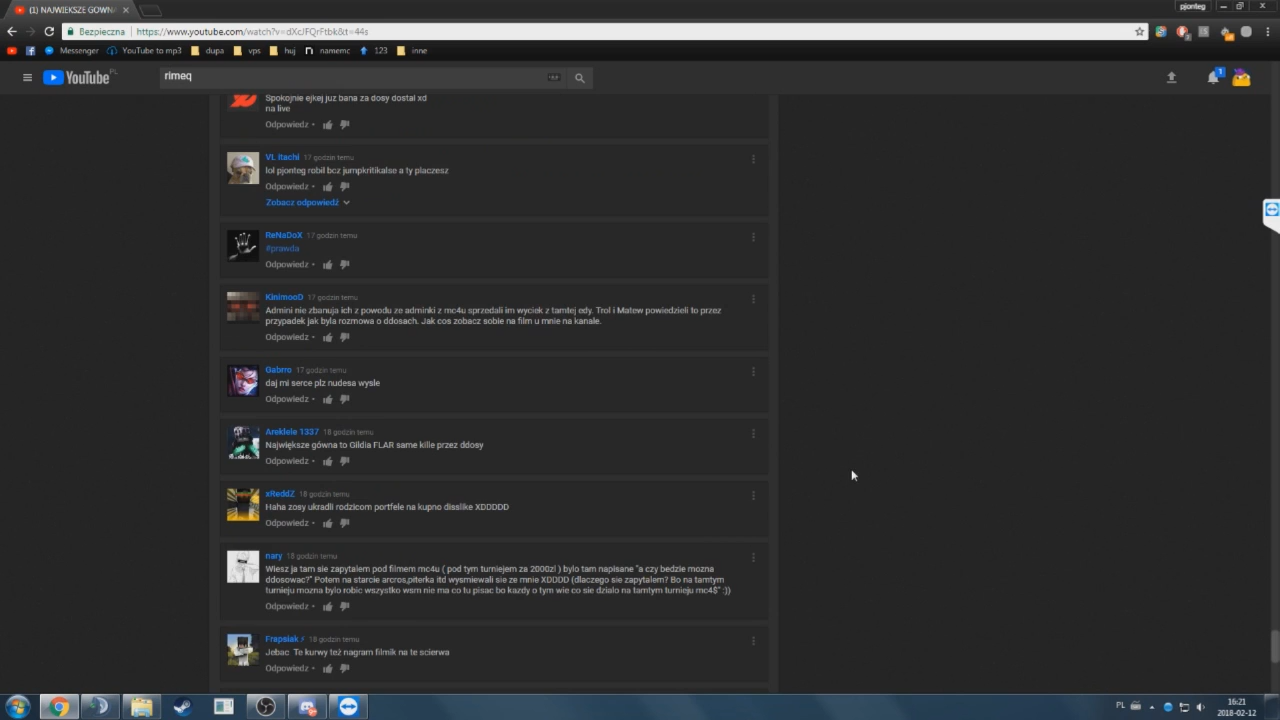 (1) NAJWIĘKSZE GÓWNA
pjonteg
Bezpieczna
https://www.youtube.com/watch?v=dXcJFQrFtbk&t=44s
Messenger
YouTube to mp3
dupa
vps
huj
namemc
123
inne
YouTube PL
rimeq
1
Spokojnie ejkej juz bana za dosy dostal xd
na live
Odpowiedz •
VL Itachi 17 godzin temu
lol pjonteg robil bcz jumpkritikalse a ty placzesz
Odpowiedz •
Zobacz odpowiedź
ReNaDoX 17 godzin temu
#prawda
Odpowiedz •
KinimooD 17 godzin temu
Admini nie zbanuja ich z powodu ze adminki z mc4u sprzedali im wyciek z tamtej edy. Trol i Matew powiedzieli to przez
przypadek jak byla rozmowa o ddosach. Jak cos zobacz sobie na film u mnie na kanale.
Odpowiedz •
Gabrro 17 godzin temu
daj mi serce plz nudesa wysle
Odpowiedz •
Areklele 1337 18 godzin temu
Największe gówna to Gildia FLAR same kille przez ddosy
Odpowiedz •
xReddZ 18 godzin temu
Haha zosy ukradli rodzicom portfele na kupno disslike XDDDDD
Odpowiedz •
nary 18 godzin temu
Wiesz ja tam sie zapytalem pod filmem mc4u ( pod tym turniejem za 2000zl ) bylo tam napisane "a czy bedzie mozna
ddosowac?" Potem na starcie arcros,piterka itd wysmiewali sie ze mnie XDDDD (dlaczego sie zapytalem? Bo na tamtym
turnieju mozna bylo robic wszystko wsm nie ma co tu pisac bo kazdy o tym wie co sie dzialo na tamtym turnieju mc4$" :))
Odpowiedz •
Frapsiak⚡ 18 godzin temu
Jebac Te kurwy też nagram filmik na te scierwa
Odpowiedz •
PL
16:21
2018-02-12